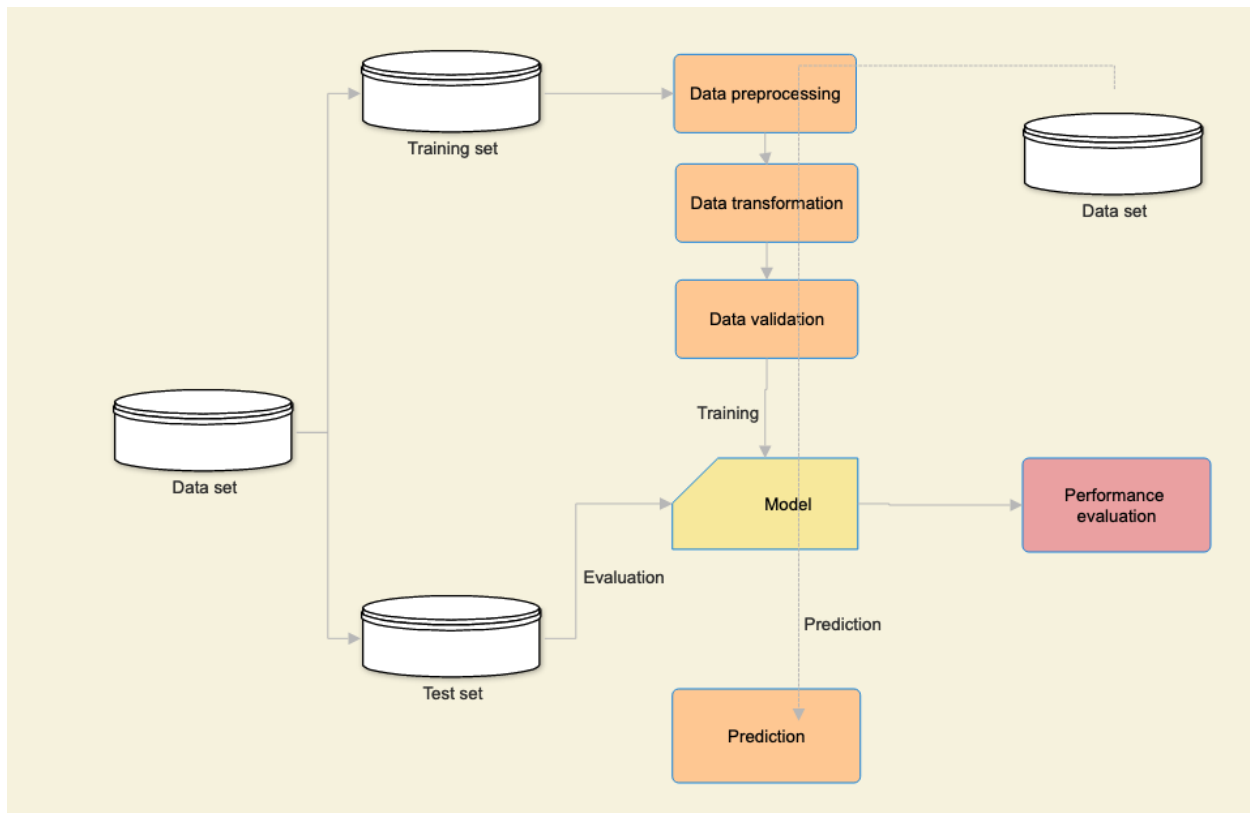 Training set
Data preprocessing
Data transformation
Data set
Data validation
Training
Data set
Model
Performance
evaluation
Evaluation
Prediction
Test set
Prediction